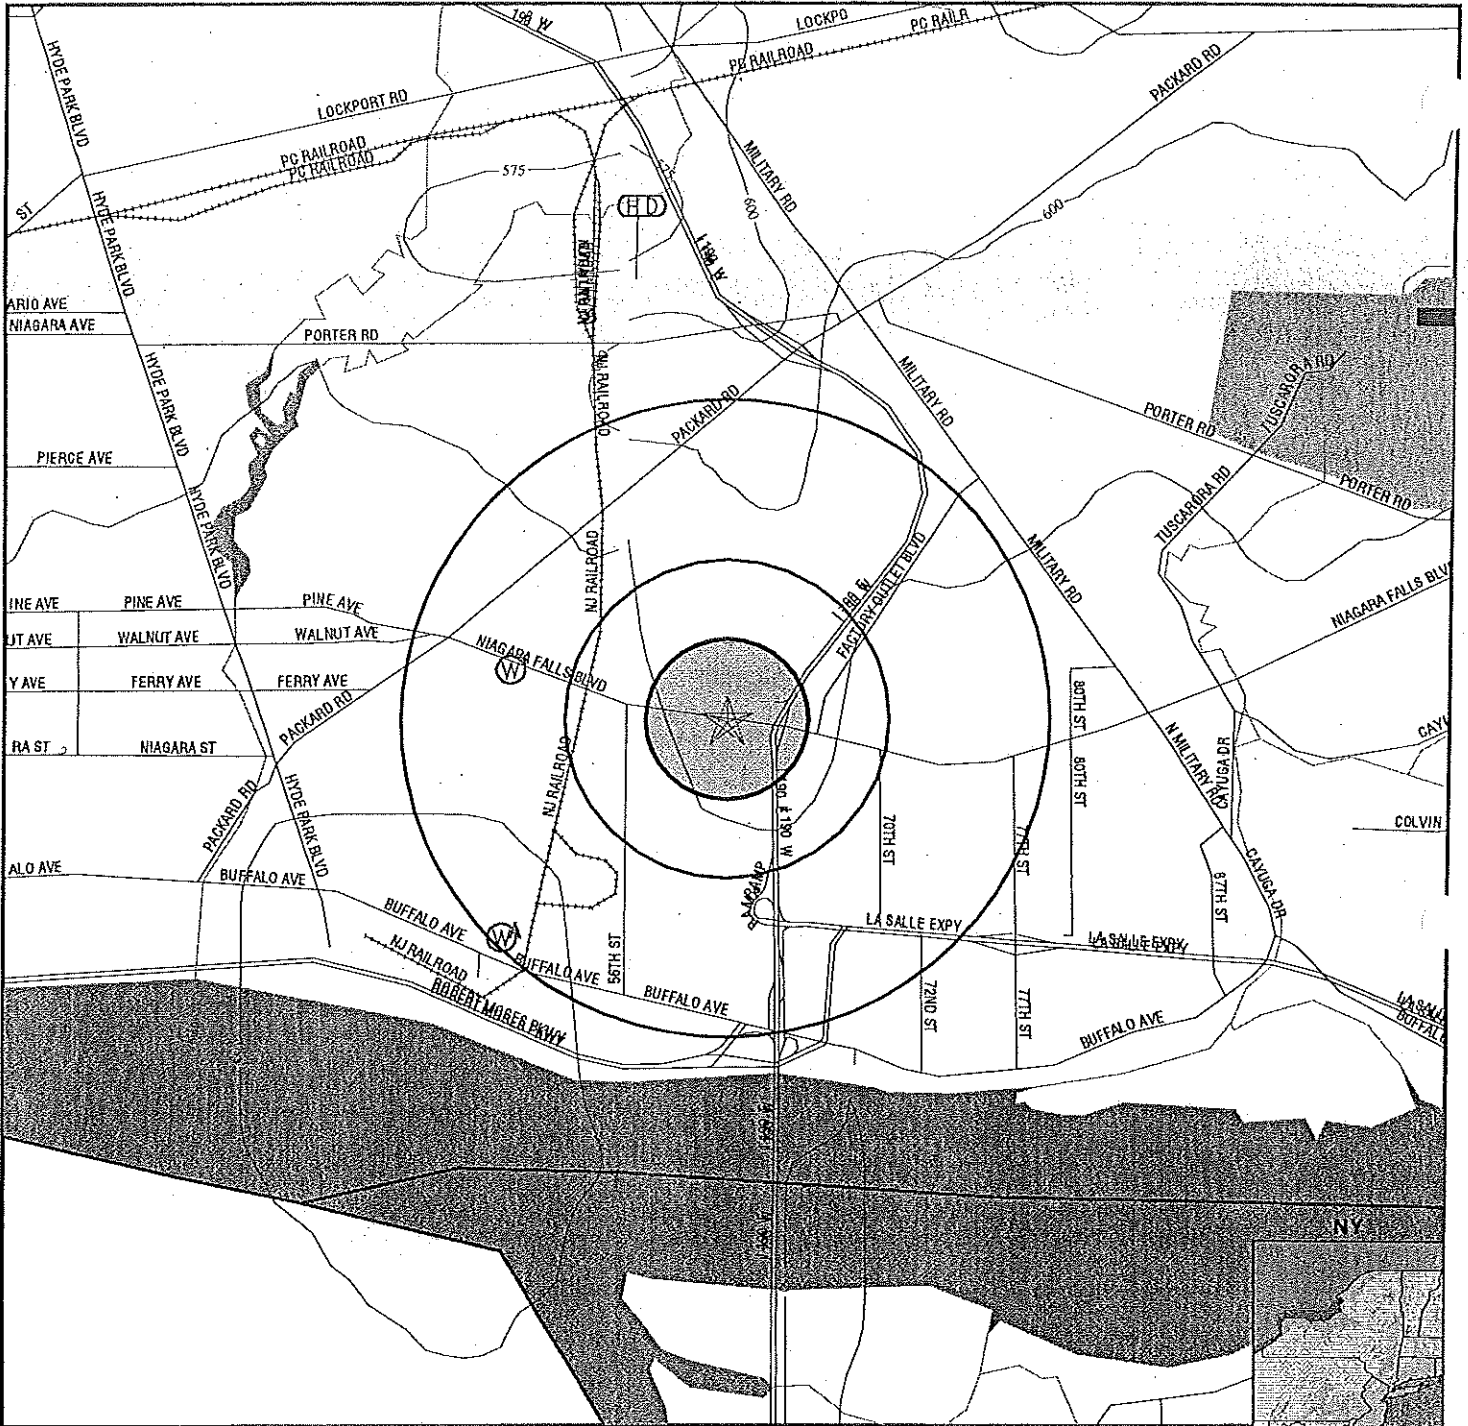 198 W
LOCKPO
PC RAILR
HYDE PARK BLVD
PC RAILROAD
PACKARD RD
LOCKPORT RD
PC RAILROAD
PC RAILROAD
575
MILITARY RD
600
600
ST
H D
HYDE PARK BLVD
I 190 W
ARIO AVE
NIAGARA AVE
PORTER RD
HYDE PARK BLVD
NJ RAILROAD
MILITARY RD
TUSCARORA RD
PACKARD RD
PORTER RD
PIERCE AVE
PORTER RD
TUSCARORA RD
HYDE PARK BLVD
NJ RAILROAD
MILITARY RD
FACTORY OUTLET BLVD
INE AVE
PINE AVE
PINE AVE
NIAGARA FALLS BLV
UT AVE
WALNUT AVE
WALNUT AVE
NIAGARA FALLS BLVD
W
Y AVE
FERRY AVE
FERRY AVE
PACKARD RD
80TH ST
N MILITARY RD
RA ST
NIAGARA ST
NJ RAILROAD
80TH ST
CAYUGA DR
CAYU
HYDE PARK BLVD
PACKARD RD
I 190 W
70TH ST
77TH ST
COLVIN
ALO AVE
BUFFALO AVE
RAMP
87TH ST
CAYUGA DR
BUFFALO AVE
LA SALLE EXPY
LA SALLE EXPY
W
NJ RAILROAD
56TH ST
BUFFALO AVE
BUFFALO AVE
ROBERT MOSES PKWY
72ND ST
77TH ST
BUFFALO AVE
LA SALL
BUFFAL
NY